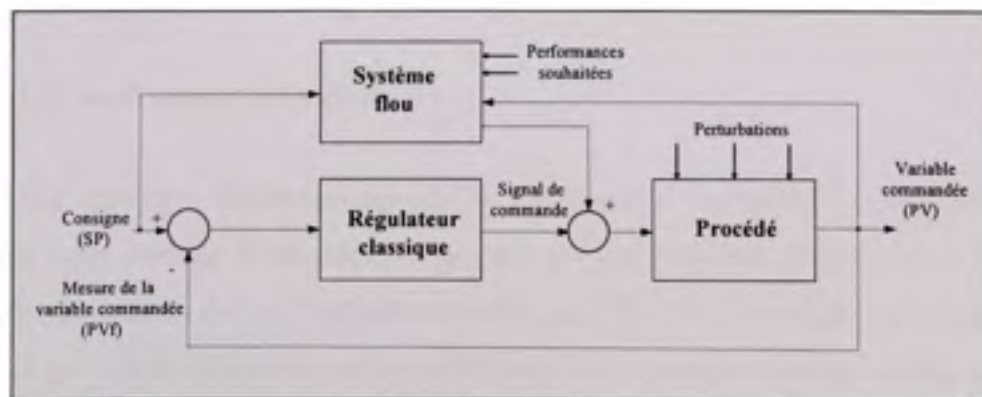 Performances
souhaitées
Système
flou
Perturbations
Variable
commandée
(PV)
Consigne
(SP)
+
Régulateur
classique
Signal de
commande
+
Procédé
-
Mesure de la
variable commandée
(PVf)